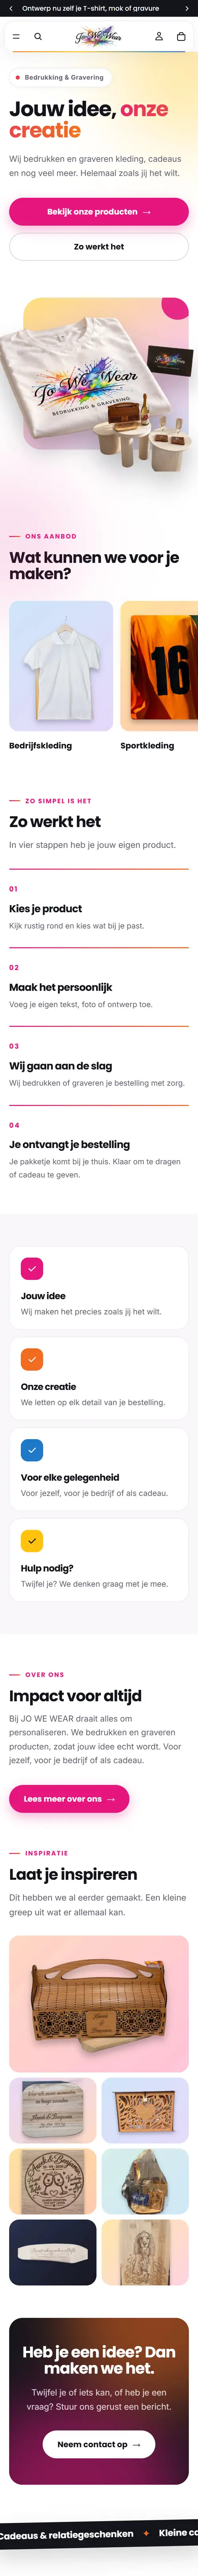 Ontwerp nu zelf je T-shirt, mok of gravure
Jo We Wear
Bedrukking & Gravering
Jouw idee, onze
creatie
Wij bedrukken en graveren kleding, cadeaus
en nog veel meer. Helemaal zoals jij het wilt.
Bekijk onze producten →
Zo werkt het
Jo We Wear
BEDRUKKING & GRAVERING
ONS AANBOD
Wat kunnen we voor je
maken?
16
Bedrijfskleding
Sportkleding
ZO SIMPEL IS HET
Zo werkt het
In vier stappen heb je jouw eigen product.
01
Kies je product
Kijk rustig rond en kies wat bij je past.
02
Maak het persoonlijk
Voeg je eigen tekst, foto of ontwerp toe.
03
Wij gaan aan de slag
Wij bedrukken of graveren je bestelling met zorg.
04
Je ontvangt je bestelling
Je pakketje komt bij je thuis. Klaar om te dragen
of cadeau te geven.
Jouw idee
Wij maken het precies zoals jij het wilt.
Onze creatie
We letten op elk detail van je bestelling.
Voor elke gelegenheid
Voor jezelf, voor je bedrijf of als cadeau.
Hulp nodig?
Twijfel je? We denken graag met je mee.
OVER ONS
Impact voor altijd
Bij JO WE WEAR draait alles om
personaliseren. We bedrukken en graveren
producten, zodat jouw idee echt wordt. Voor
jezelf, voor je bedrijf of als cadeau.
Lees meer over ons →
INSPIRATIE
Laat je inspireren
Dit hebben we al eerder gemaakt. Een kleine
greep uit wat er allemaal kan.
Heb je een idee? Dan
maken we het.
Twijfel je of iets kan, of heb je een
vraag? Stuur ons gerust een bericht.
Neem contact op →
Cadeaus & relatiegeschenken ✦ Kleine